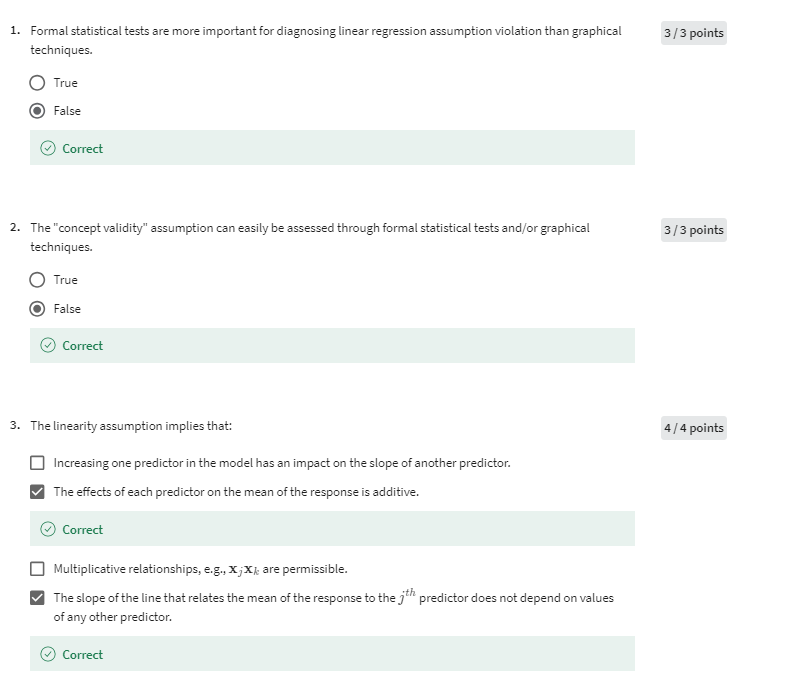 1. Formal statistical tests are more important for diagnosing linear regression assumption violation than graphical
techniques.
3 / 3 points
True
False
Correct
2. The "concept validity" assumption can easily be assessed through formal statistical tests and/or graphical
techniques.
3 / 3 points
True
False
Correct
3. The linearity assumption implies that:
4 / 4 points
Increasing one predictor in the model has an impact on the slope of another predictor.
The effects of each predictor on the mean of the response is additive.
Correct
Multiplicative relationships, e.g., x_j x_k are permissible.
The slope of the line that relates the mean of the response to the j^th predictor does not depend on values
of any other predictor.
Correct